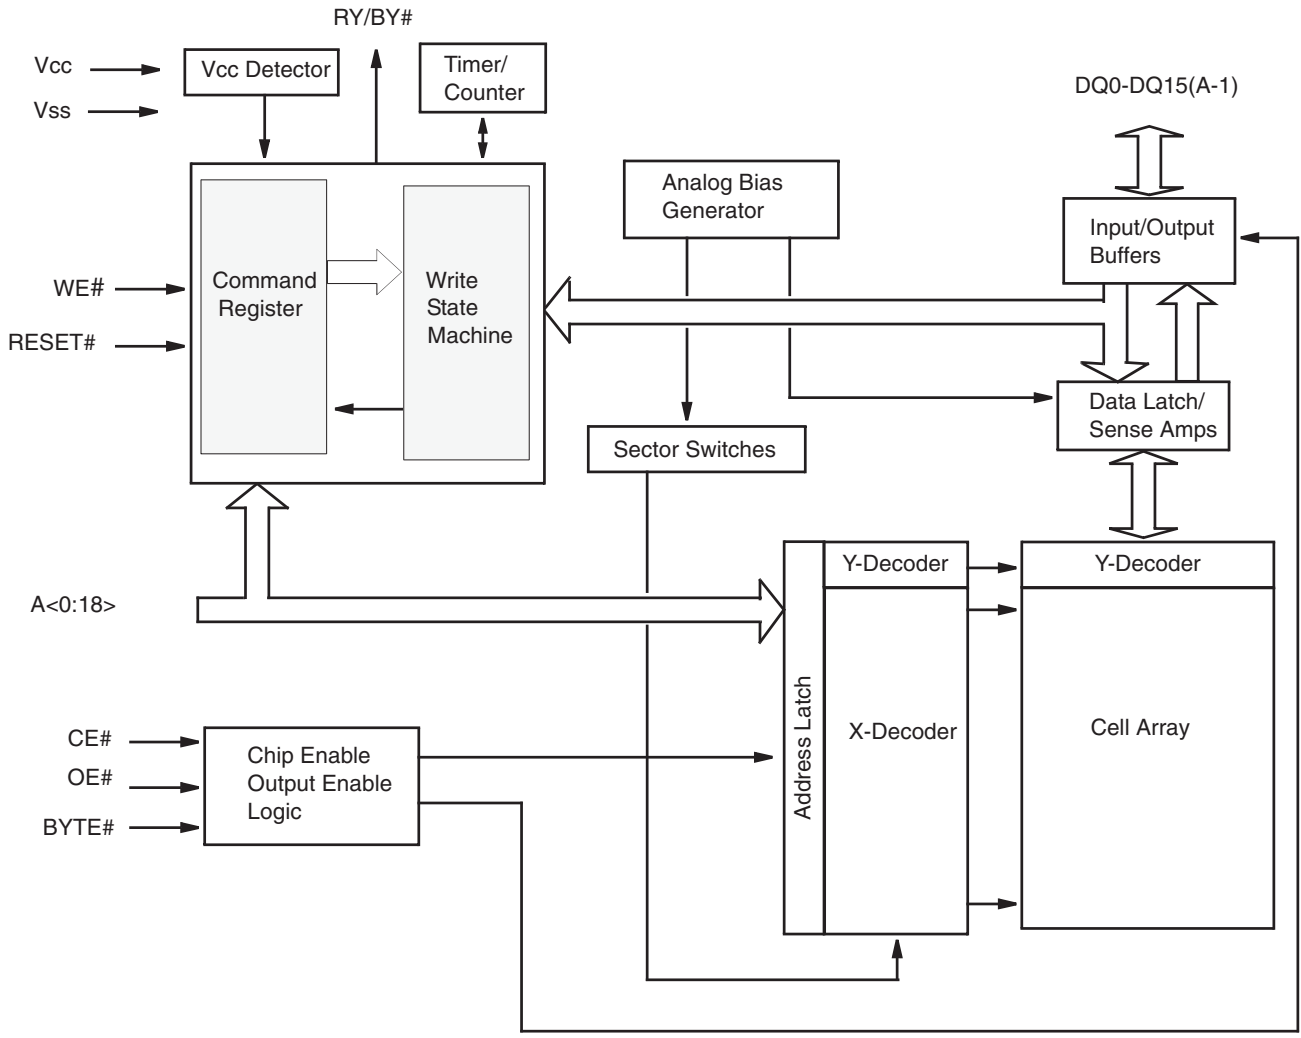 RY/BY#
Vcc
Vss
Vcc Detector
Timer/
Counter
DQ0-DQ15(A-1)
Analog Bias
Generator
Input/Output
Buffers
WE#
RESET#
Command
Register
Write
State
Machine
Data Latch/
Sense Amps
Sector Switches
A<0:18>
Y-Decoder
Y-Decoder
Address Latch
X-Decoder
Cell Array
CE#
OE#
BYTE#
Chip Enable
Output Enable
Logic